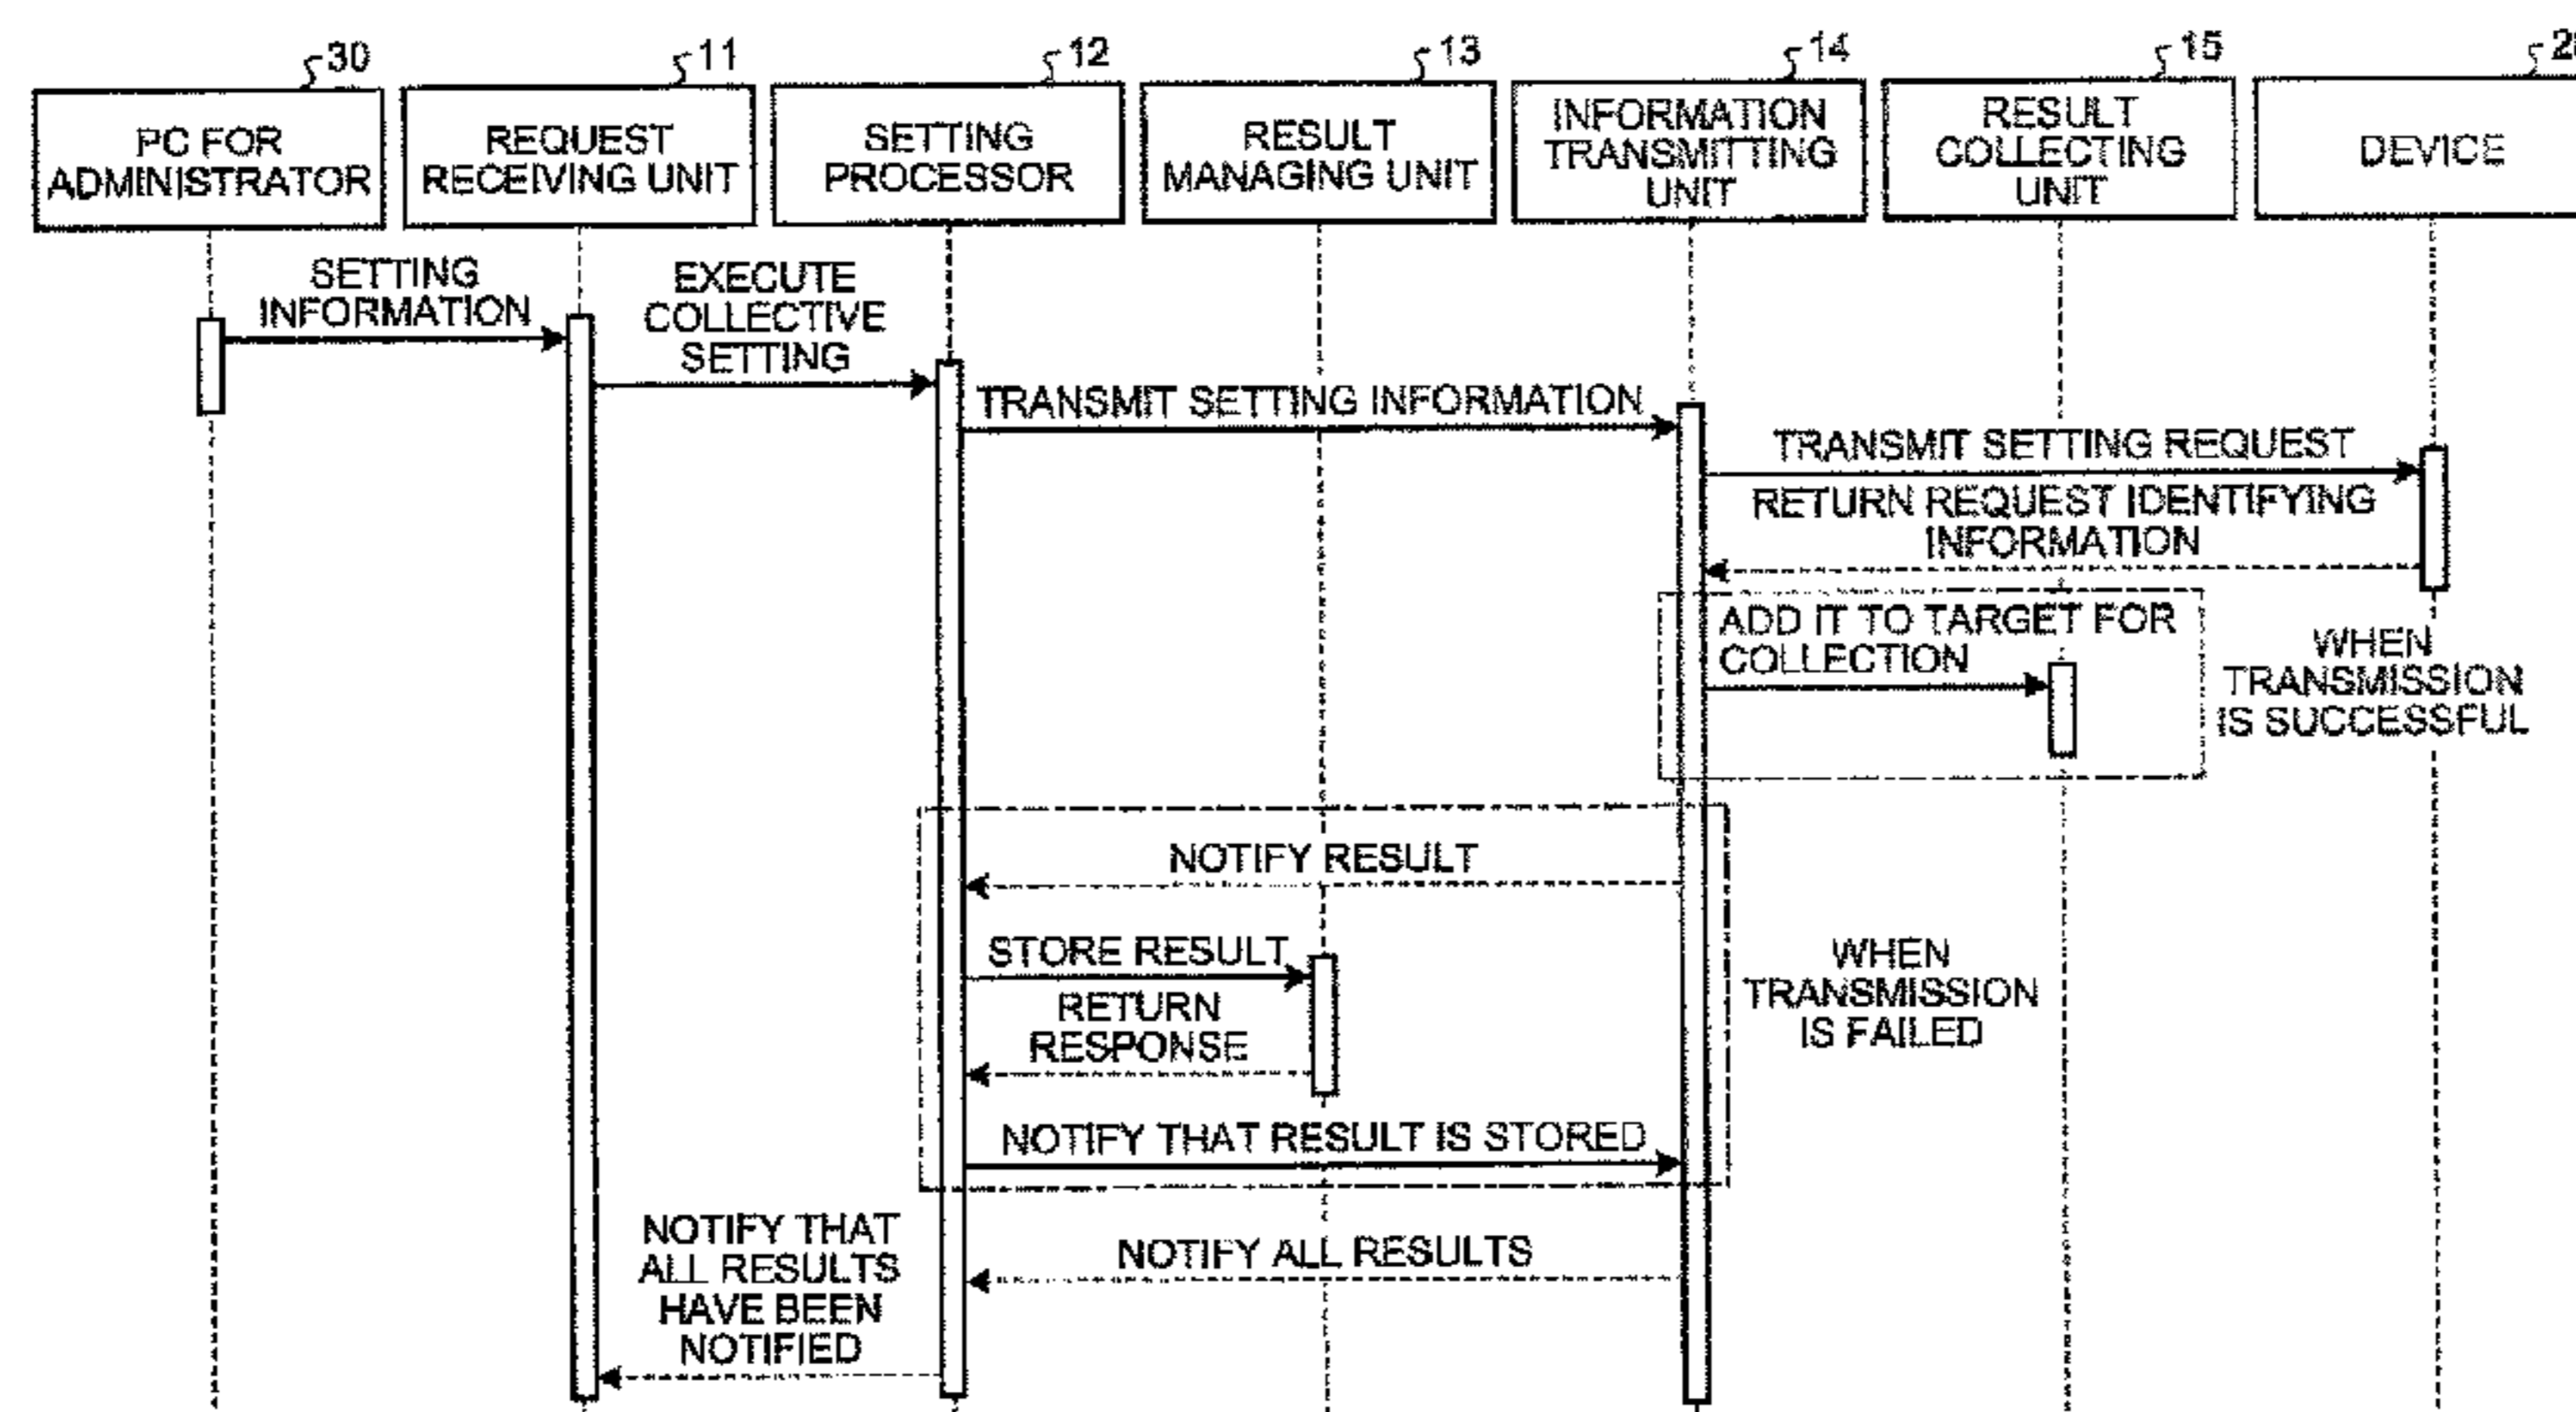 30
11
12
13
14
15
PC FOR
ADMINISTRATOR
REQUEST
RECEIVING UNIT
SETTING
PROCESSOR
RESULT
MANAGING UNIT
INFORMATION
TRANSMITTING
UNIT
RESULT
COLLECTING
UNIT
DEVICE
SETTING
INFORMATION
EXECUTE
COLLECTIVE
SETTING
TRANSMIT SETTING INFORMATION
TRANSMIT SETTING REQUEST
RETURN REQUEST IDENTIFYING
INFORMATION
ADD IT TO TARGET FOR
COLLECTION
WHEN
TRANSMISSION
IS SUCCESSFUL
NOTIFY RESULT
STORE RESULT
RETURN
RESPONSE
WHEN
TRANSMISSION
IS FAILED
NOTIFY THAT RESULT IS STORED
NOTIFY ALL RESULTS
NOTIFY THAT
ALL RESULTS
HAVE BEEN
NOTIFIED